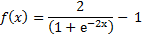 f(x) = 2 / (1 + e^-2x) − 1